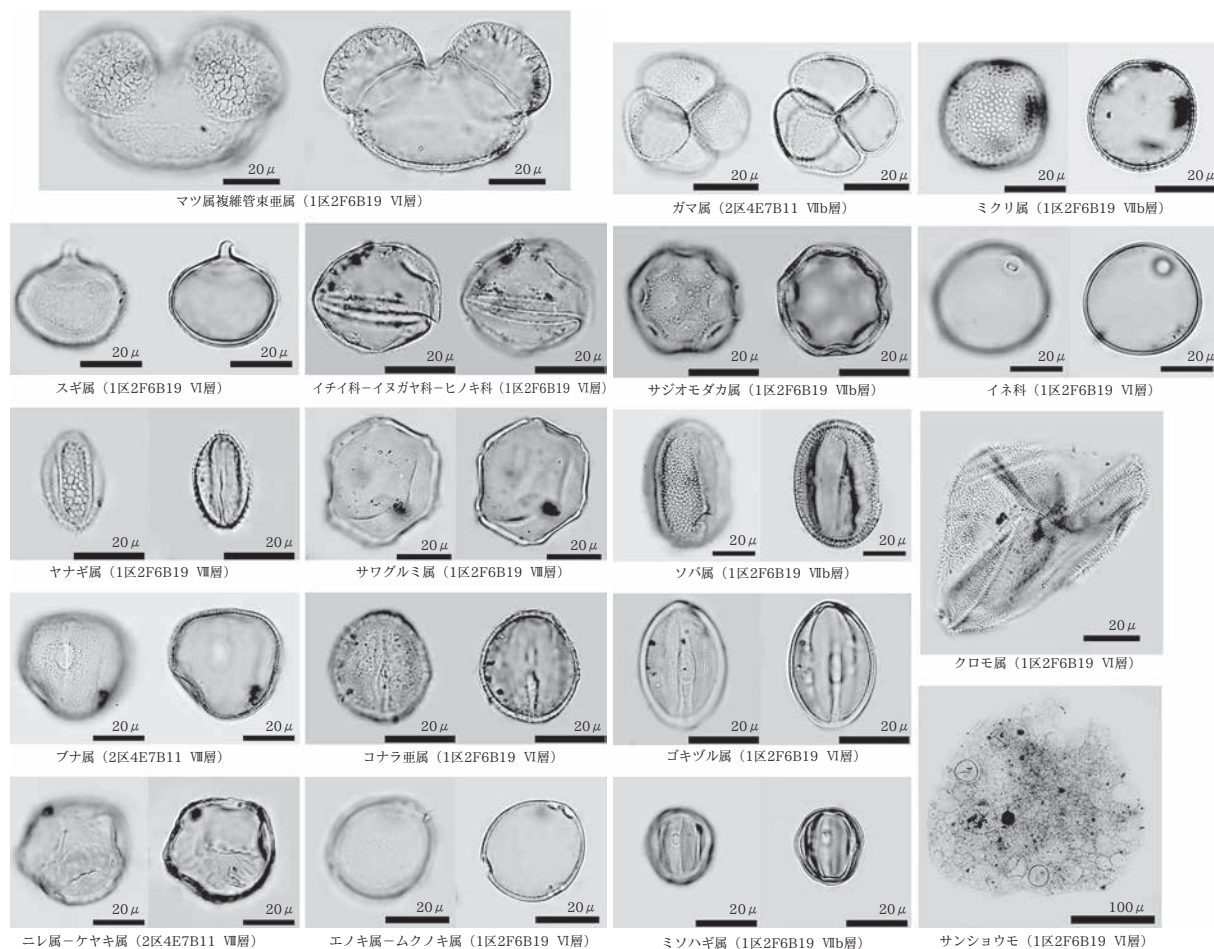 20μ 20μ
マツ属複維管束亜属（1区2F6B19 Ⅵ層）
20μ 20μ
ガマ属（2区4E7B11 Ⅶb層）
20μ 20μ
ミクリ属（1区2F6B19 Ⅶb層）
20μ 20μ
スギ属（1区2F6B19 Ⅵ層）
20μ 20μ
イチイ科−イヌガヤ科−ヒノキ科（1区2F6B19 Ⅵ層）
20μ 20μ
サジオモダカ属（1区2F6B19 Ⅶb層）
20μ 20μ
イネ科（1区2F6B19 Ⅵ層）
20μ 20μ
ヤナギ属（1区2F6B19 Ⅷ層）
20μ 20μ
サワグルミ属（1区2F6B19 Ⅷ層）
20μ 20μ
ソバ属（1区2F6B19 Ⅶb層）
20μ
クロモ属（1区2F6B19 Ⅵ層）
20μ 20μ
ブナ属（2区4E7B11 Ⅷ層）
20μ 20μ
コナラ亜属（1区2F6B19 Ⅵ層）
20μ 20μ
ゴキヅル属（1区2F6B19 Ⅵ層）
20μ 20μ
ニレ属−ケヤキ属（2区4E7B11 Ⅷ層）
20μ 20μ
エノキ属−ムクノキ属（1区2F6B19 Ⅵ層）
20μ 20μ
ミソハギ属（1区2F6B19 Ⅶb層）
100μ
サンショウモ（1区2F6B19 Ⅵ層）